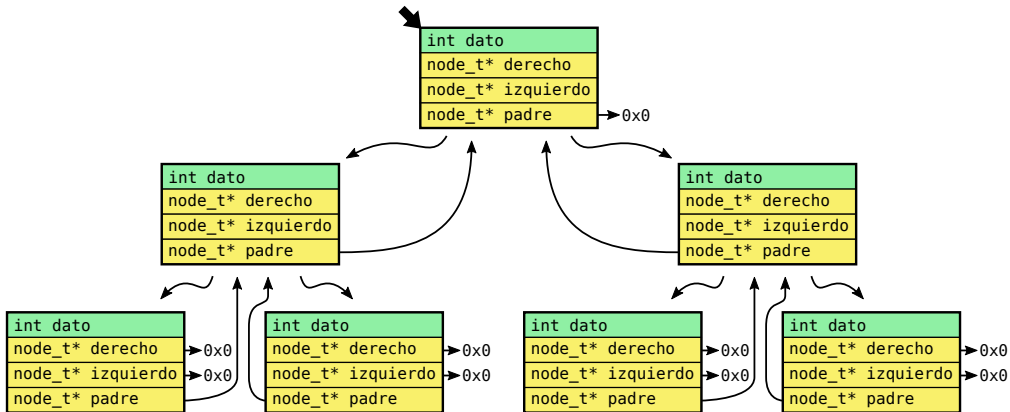 int dato
node_t* derecho
node_t* izquierdo
node_t* padre 0x0
int dato
node_t* derecho
node_t* izquierdo
node_t* padre
int dato
node_t* derecho
node_t* izquierdo
node_t* padre
int dato
node_t* derecho 0x0
node_t* izquierdo 0x0
node_t* padre
int dato
node_t* derecho 0x0
node_t* izquierdo 0x0
node_t* padre
int dato
node_t* derecho 0x0
node_t* izquierdo 0x0
node_t* padre
int dato
node_t* derecho 0x0
node_t* izquierdo 0x0
node_t* padre